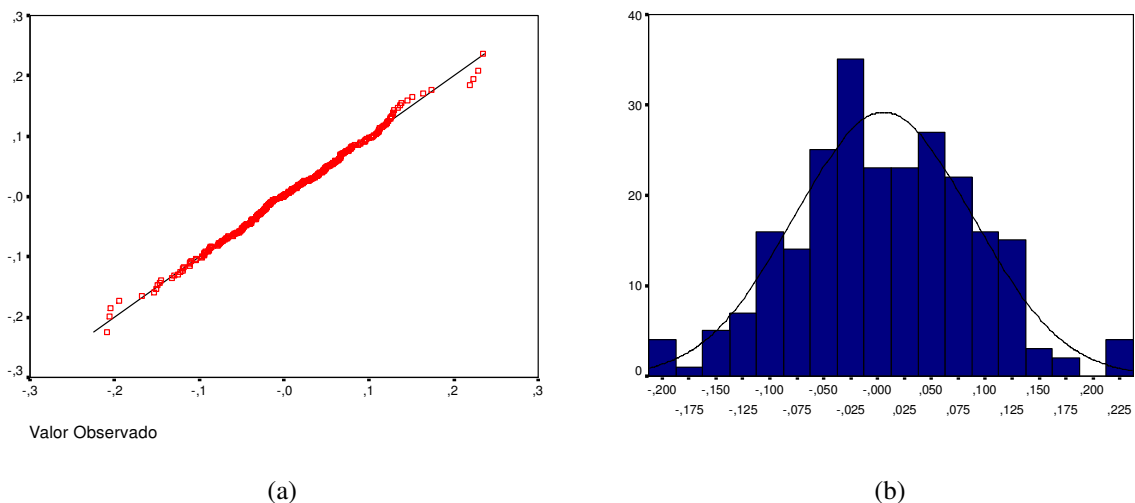 ,3
,2
,1
-,0
-,1
-,2
-,3
-,3 -,2 -,1 -,0 ,1 ,2 ,3
Valor Observado
(a)
40
30
20
10
0
-,200 -,150 -,100 -,050 -,000 ,050 ,100 ,150 ,200
-,175 -,125 -,075 -,025 ,025 ,075 ,125 ,175 ,225
(b)